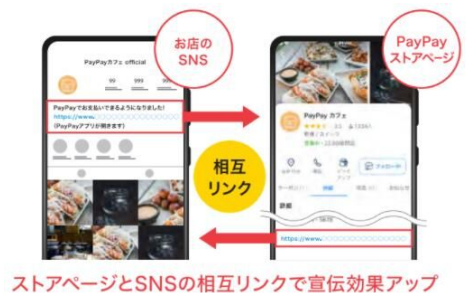 お店の
SNS
PayPayカフェ official
PayPayでお支払いできるようになりました!
https://www.
(PayPayアプリが開きます)
相互
リンク
PayPay
ストアページ
PayPay カフェ
フォロー中
詳細
https://www.
ストアページとSNSの相互リンクで宣伝効果アップ